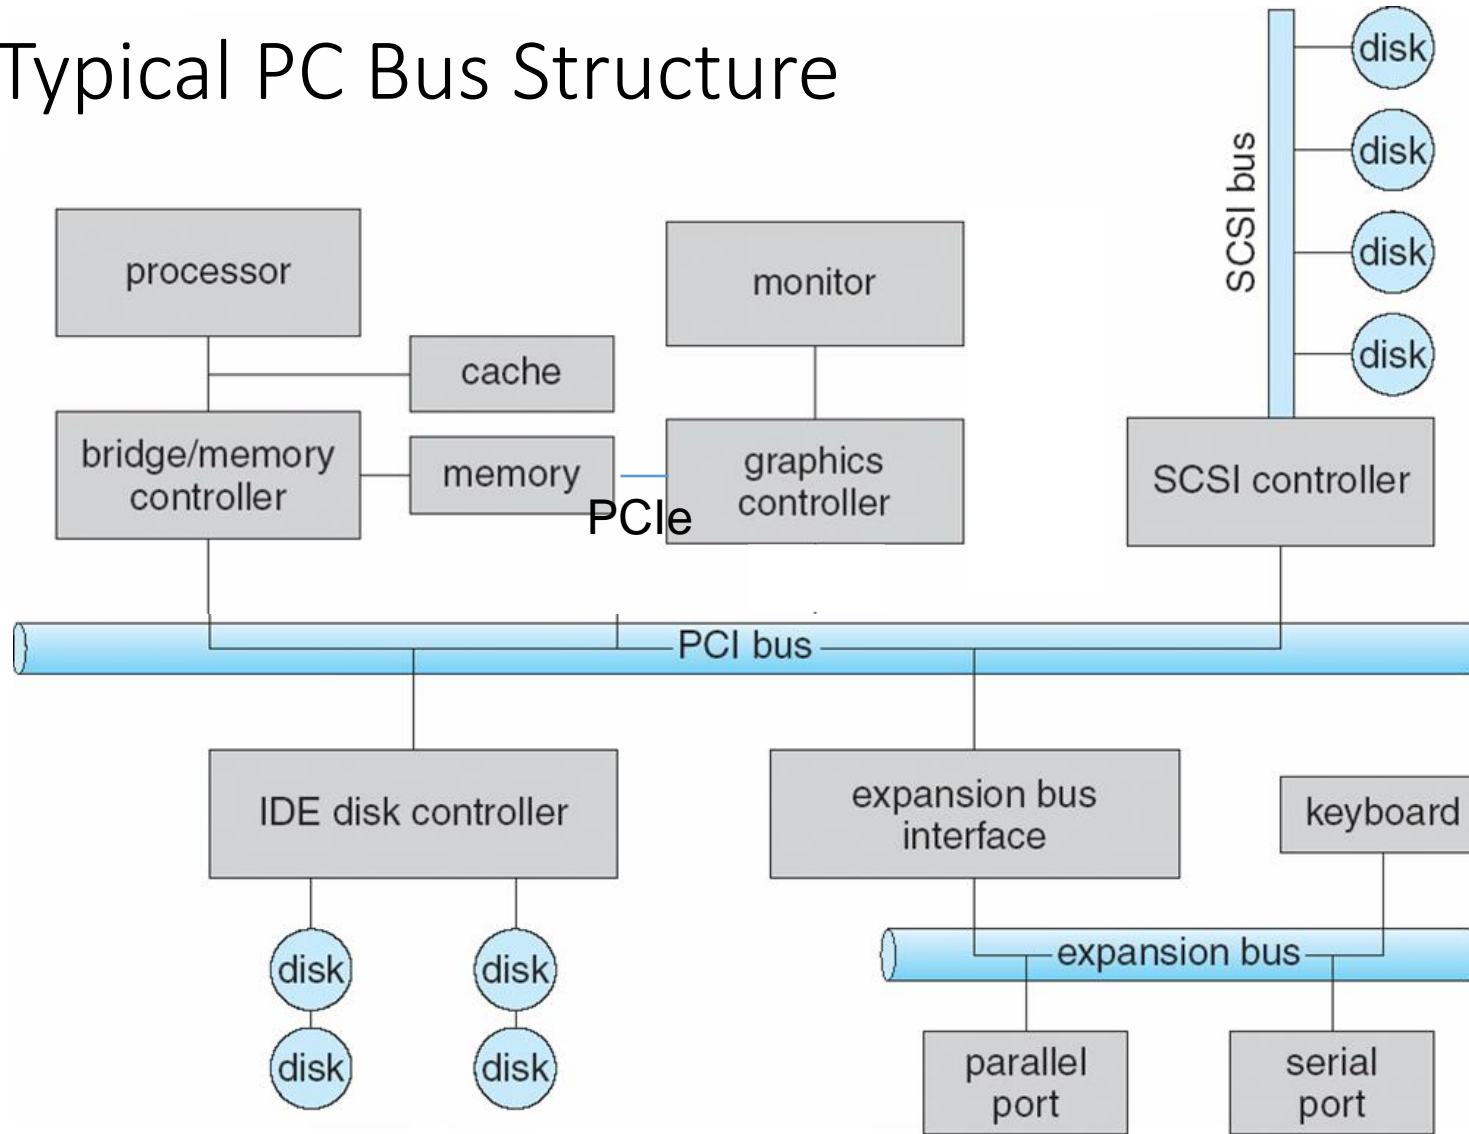 Typical PC Bus Structure
disk
disk
disk
disk
SCSI bus
processor
monitor
cache
bridge/memory
controller
memory
PCIe
graphics
controller
SCSI controller
PCI bus
IDE disk controller
expansion bus
interface
keyboard
disk
disk
disk
disk
expansion bus
parallel
port
serial
port